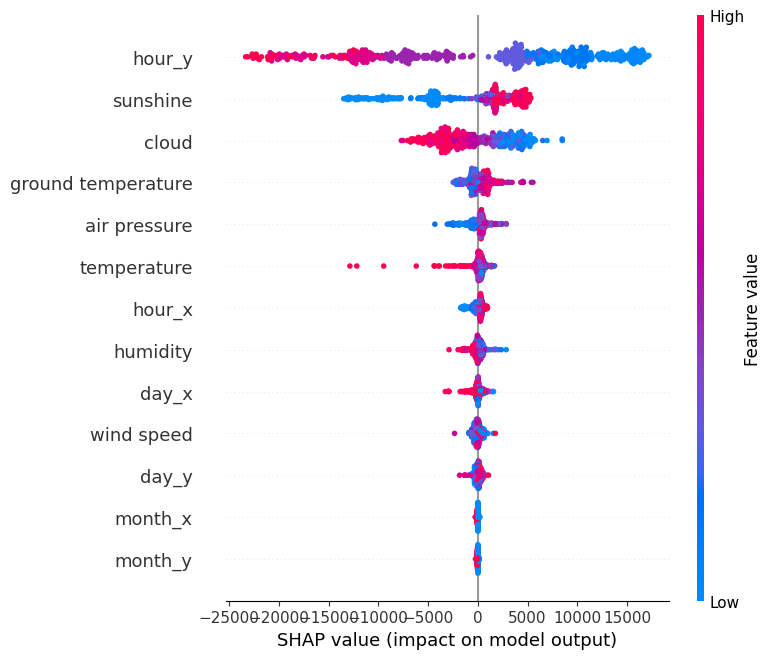 High
hour_y
sunshine
cloud
ground temperature
air pressure
temperature
hour_x
humidity
day_x
wind speed
day_y
month_x
month_y
Feature value
Low
−25000 −20000 −15000 −10000 −5000 0 5000 10000 15000
SHAP value (impact on model output)